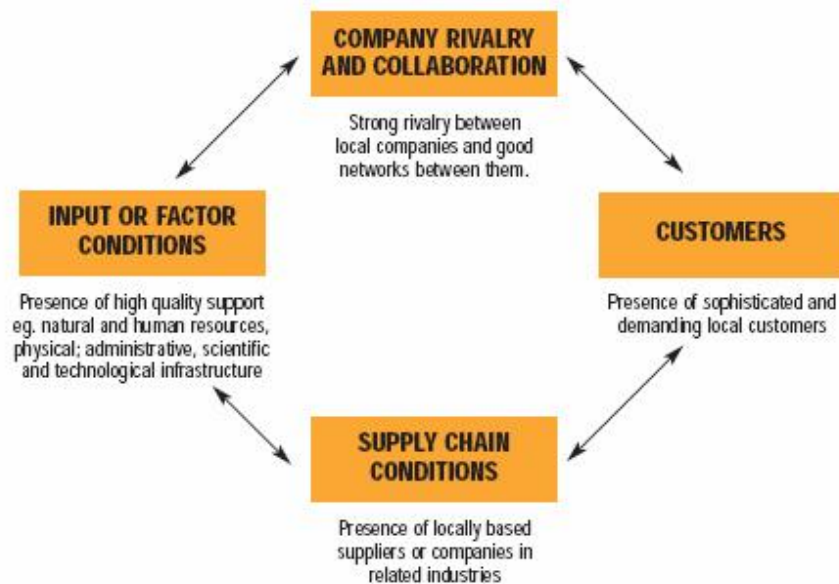 COMPANY RIVALRY
AND COLLABORATION
Strong rivalry between
local companies and good
networks between them.
INPUT OR FACTOR
CONDITIONS
Presence of high quality support
eg. natural and human resources,
physical; administrative, scientific
and technological infrastructure
CUSTOMERS
Presence of sophisticated and
demanding local customers
SUPPLY CHAIN
CONDITIONS
Presence of locally based
suppliers or companies in
related industries